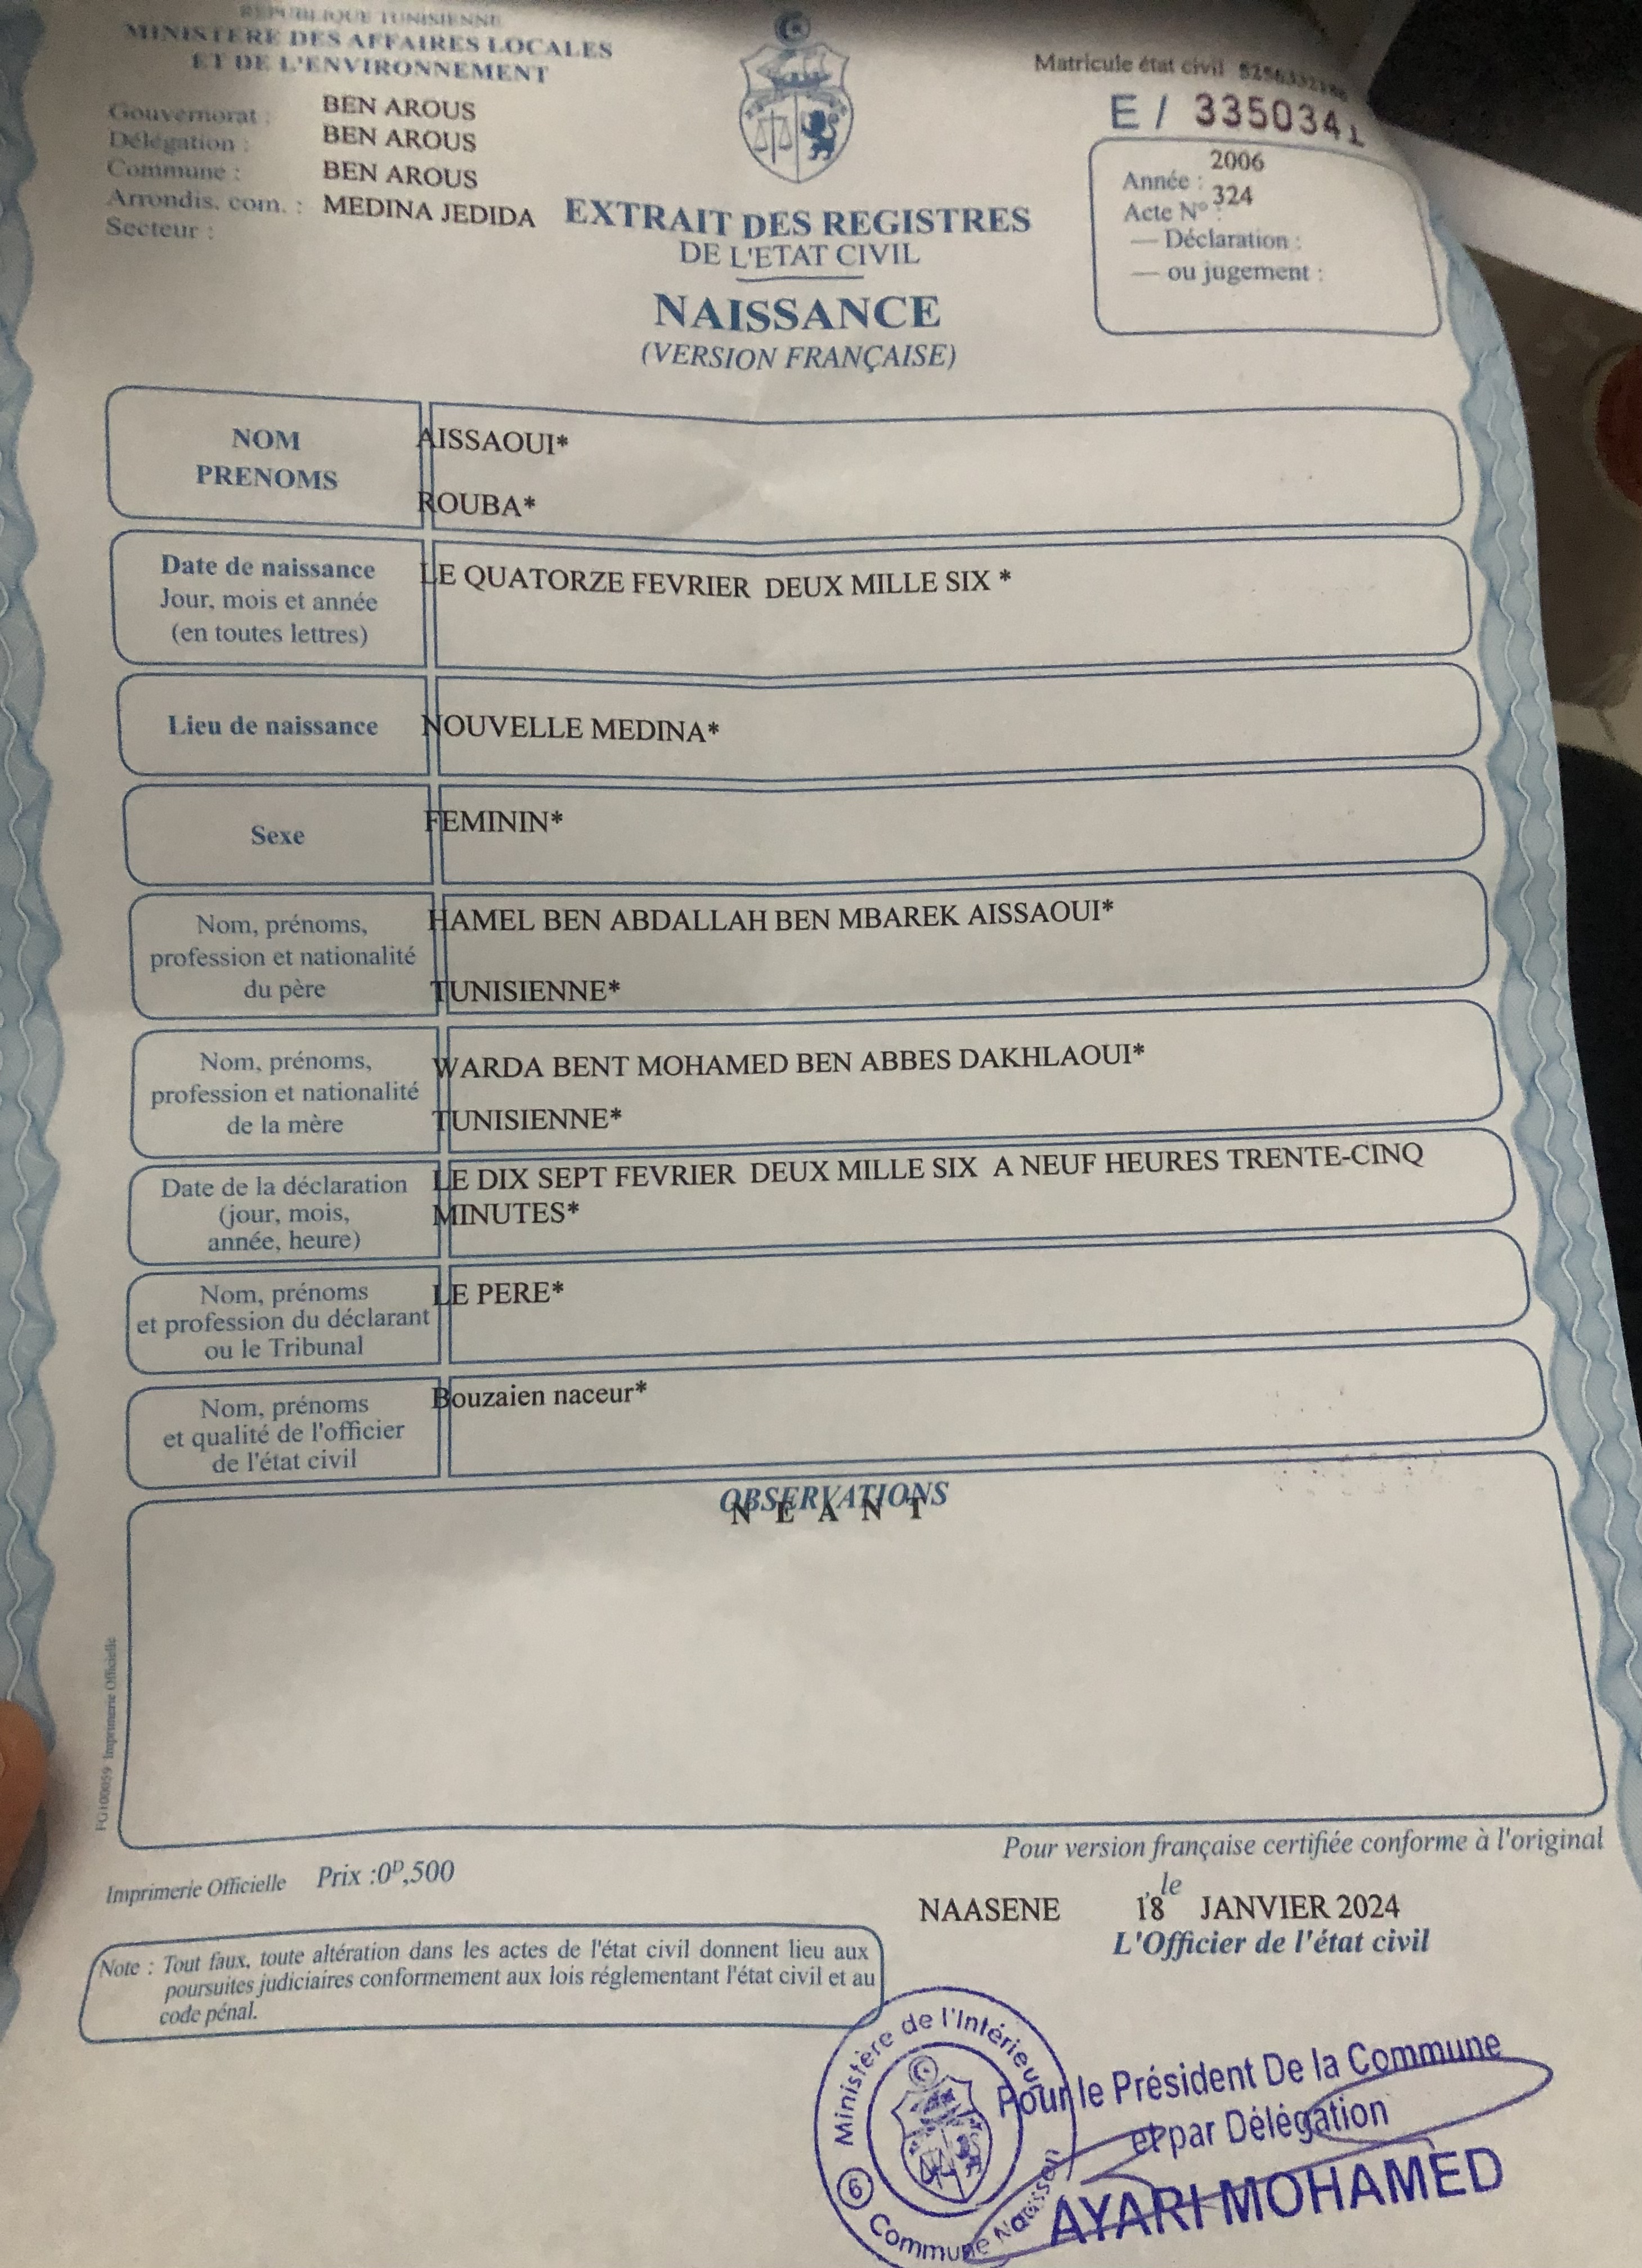 REPUBLIQUE TUNISIENNE
MINISTERE DES AFFAIRES LOCALES
ET DE L'ENVIRONNEMENT
Gouvernorat : BEN AROUS
Délégation : BEN AROUS
Commune : BEN AROUS
Arrondis. com. : MEDINA JEDIDA
Secteur :
Matricule état civil
E / 3350341
Année : 2006
Acte N° : 324
— Déclaration :
— ou jugement :
EXTRAIT DES REGISTRES
DE L'ETAT CIVIL
NAISSANCE
(VERSION FRANÇAISE)
NOM
PRENOMS
AISSAOUI*
ROUBA*
Date de naissance
Jour, mois et année
(en toutes lettres)
LE QUATORZE FEVRIER DEUX MILLE SIX *
Lieu de naissance
NOUVELLE MEDINA*
Sexe
FEMININ*
Nom, prénoms,
profession et nationalité
du père
HAMEL BEN ABDALLAH BEN MBAREK AISSAOUI*
TUNISIENNE*
Nom, prénoms,
profession et nationalité
de la mère
WARDA BENT MOHAMED BEN ABBES DAKHLAOUI*
TUNISIENNE*
Date de la déclaration
(jour, mois,
année, heure)
LE DIX SEPT FEVRIER DEUX MILLE SIX A NEUF HEURES TRENTE-CINQ
MINUTES*
Nom, prénoms
et profession du déclarant
ou le Tribunal
LE PERE*
Nom, prénoms
et qualité de l'officier
de l'état civil
Bouzaien naceur*
OBSERVATIONS
N E A N T
FG100059 Imprimerie Officielle
Pour version française certifiée conforme à l'original
Imprimerie Officielle Prix :0ᴰ,500
NAASENE le 18 JANVIER 2024
L'Officier de l'état civil
Note : Tout faux, toute altération dans les actes de l'état civil donnent lieu aux
poursuites judiciaires conformement aux lois réglementant l'état civil et au
code pénal.
Ministère de l'Intérieur
6 Commune Naassen
Pour le Président De la Commune
et par Délégation
AYARI MOHAMED